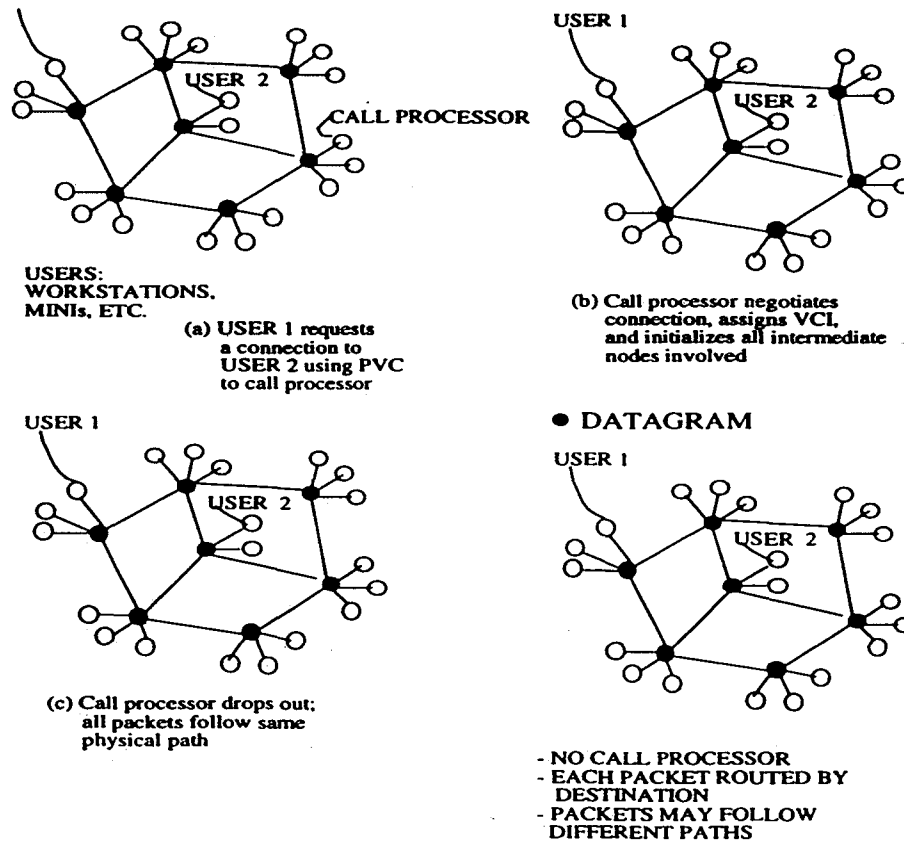 USER 2
CALL PROCESSOR
USERS:
WORKSTATIONS,
MINIs, ETC.
(a) USER 1 requests
a connection to
USER 2 using PVC
to call processor
USER 1
USER 2
(b) Call processor negotiates
connection, assigns VCI,
and initializes all intermediate
nodes involved
USER 1
USER 2
(c) Call processor drops out;
all packets follow same
physical path
● DATAGRAM
USER 1
USER 2
- NO CALL PROCESSOR
- EACH PACKET ROUTED BY
DESTINATION
- PACKETS MAY FOLLOW
DIFFERENT PATHS